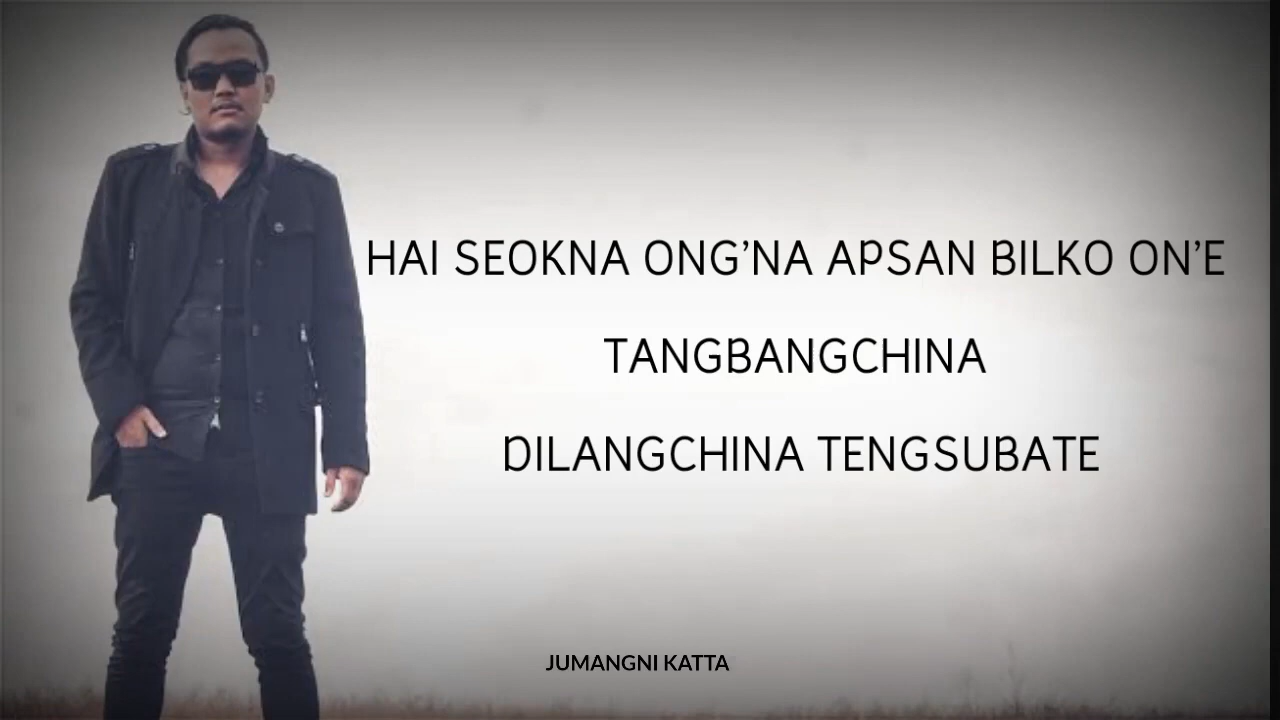 HAI SEOKNA ONG’NA APSAN BILKO ON’E
TANGBANGCHINA
DILANGCHINA TENGSUBATE
JUMANGNI KATTA